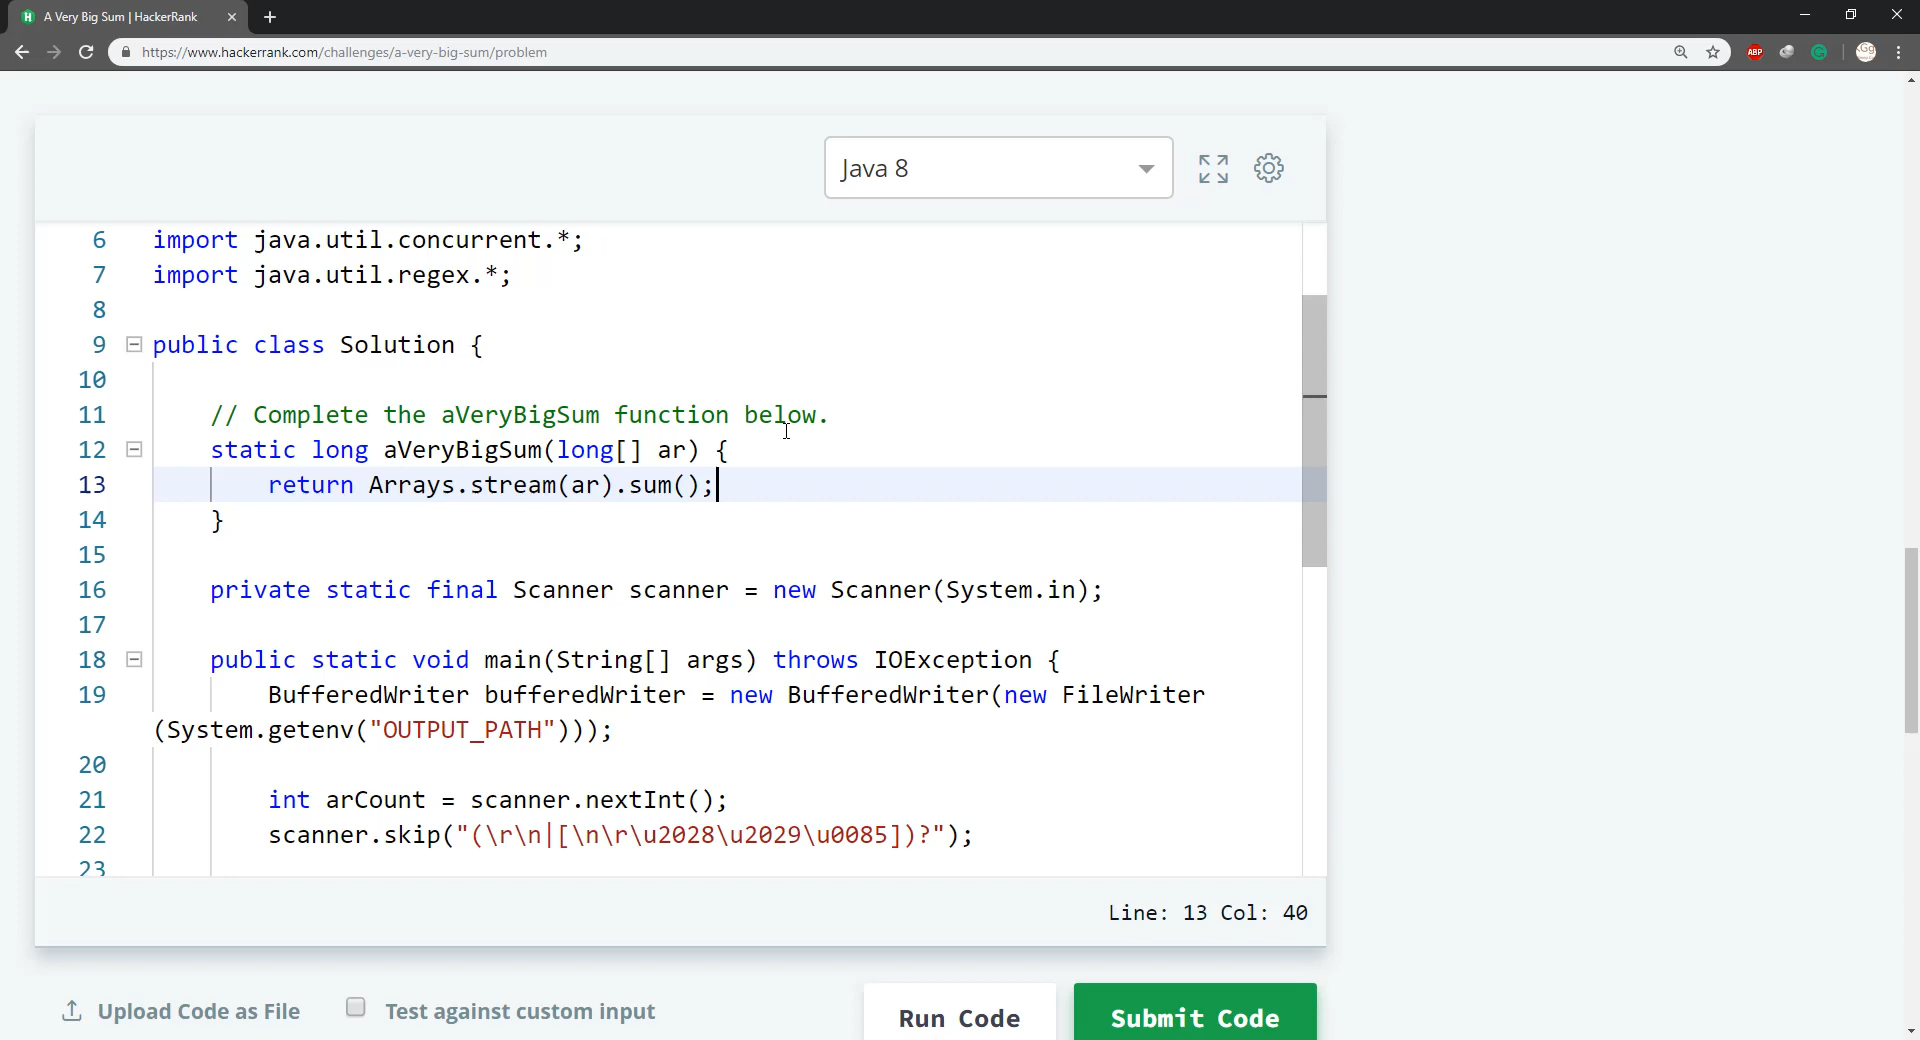 A Very Big Sum | HackerRank
https://www.hackerrank.com/challenges/a-very-big-sum/problem
ABP
Java 8
6 import java.util.concurrent.*;
7 import java.util.regex.*;
8
9 public class Solution {
10
11 // Complete the aVeryBigSum function below.
12 static long aVeryBigSum(long[] ar) {
13 return Arrays.stream(ar).sum();
14 }
15
16 private static final Scanner scanner = new Scanner(System.in);
17
18 public static void main(String[] args) throws IOException {
19 BufferedWriter bufferedWriter = new BufferedWriter(new FileWriter
(System.getenv("OUTPUT_PATH")));
20
21 int arCount = scanner.nextInt();
22 scanner.skip("(\r\n|[\n\r\u2028\u2029\u0085])?");
23
Line: 13 Col: 40
Upload Code as File
Test against custom input
Run Code
Submit Code